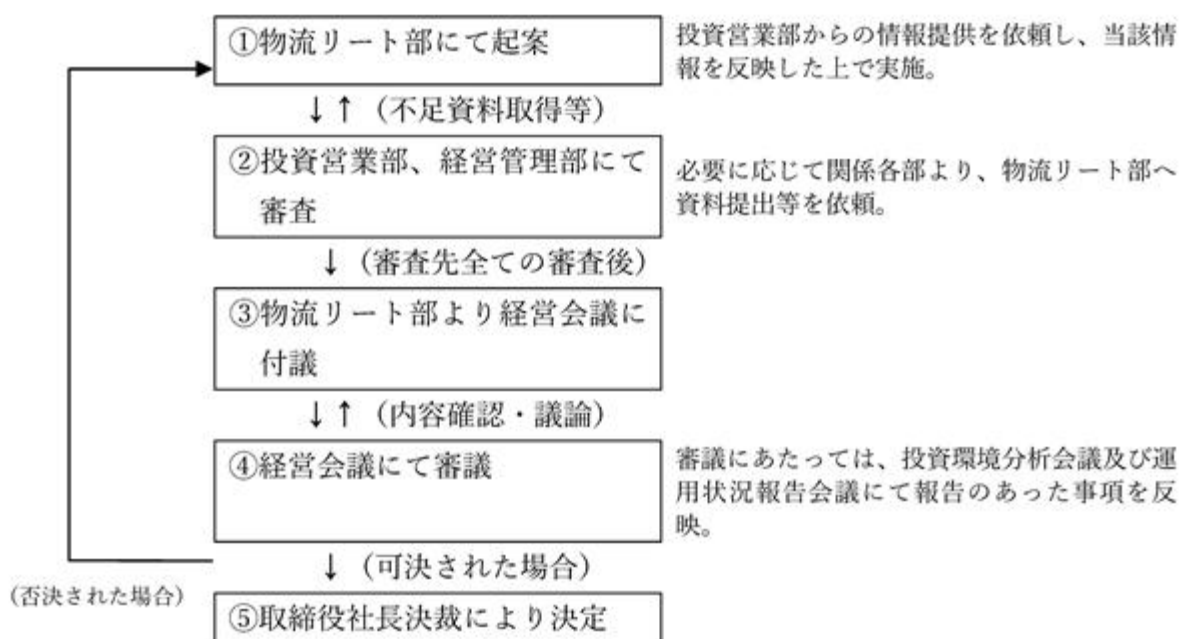 ①物流リート部にて起案
投資営業部からの情報提供を依頼し、当該情
報を反映した上で実施。
↓↑（不足資料取得等）
②投資営業部、経営管理部にて
審査
必要に応じて関係各部より、物流リート部へ
資料提出等を依頼。
↓（審査先全ての審査後）
③物流リート部より経営会議に
付議
↓↑（内容確認・議論）
④経営会議にて審議
審議にあたっては、投資環境分析会議及び運
用状況報告会議にて報告のあった事項を反
映。
↓（可決された場合）
（否決された場合）
⑤取締役社長決裁により決定